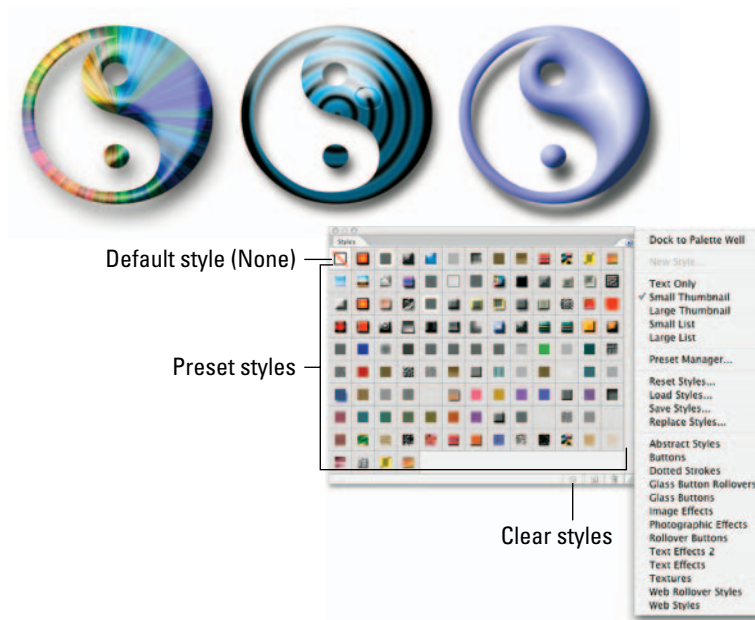 Styles
Default style (None)
Preset styles
Clear styles
Dock to Palette Well
New Style...
Text Only
✓ Small Thumbnail
Large Thumbnail
Small List
Large List
Preset Manager...
Reset Styles...
Load Styles...
Save Styles...
Replace Styles...
Abstract Styles
Buttons
Dotted Strokes
Glass Button Rollovers
Glass Buttons
Image Effects
Photographic Effects
Rollover Buttons
Text Effects 2
Text Effects
Textures
Web Rollover Styles
Web Styles